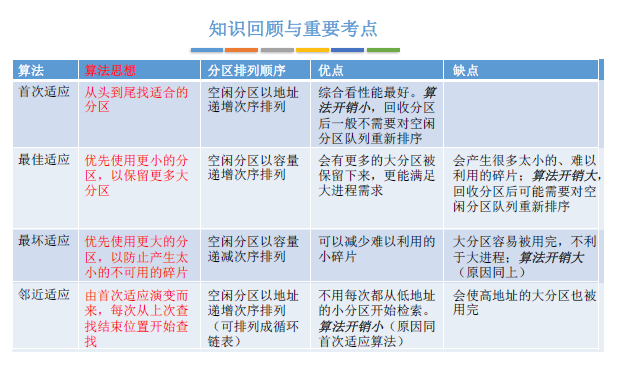 知识回顾与重要考点
算法 算法思想 分区排列顺序 优点 缺点
首次适应
从头到尾找适合的
分区
空闲分区以地址
递增次序排列
综合看性能最好。算
法开销小，回收分区
后一般不需要对空闲
分区队列重新排序
最佳适应
优先使用更小的分
区，以保留更多大
分区
空闲分区以容量
递增次序排列
会有更多的大分区被
保留下来，更能满足
大进程需求
会产生很多太小的、难以
利用的碎片；算法开销大，
回收分区后可能需要对空
闲分区队列重新排序
最坏适应
优先使用更大的分
区，以防止产生太
小的不可用的碎片
空闲分区以容量
递减次序排列
可以减少难以利用的
小碎片
大分区容易被用完，不利
于大进程；算法开销大
（原因同上）
邻近适应
由首次适应演变而
来，每次从上次查
找结束位置开始查
找
空闲分区以地址
递增次序排列
（可排列成循环
链表）
不用每次都从低地址
的小分区开始检索。
算法开销小（原因同
首次适应算法）
会使高地址的大分区也被
用完